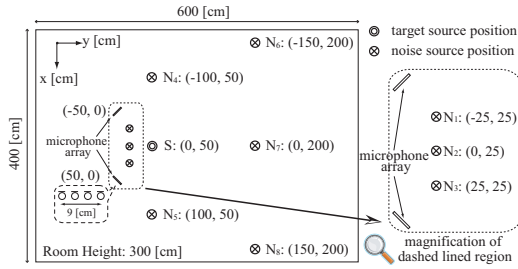 600 [cm]
y [cm]
x [cm]
N₆: (-150, 200)
target source position
noise source position
N₄: (-100, 50)
(-50, 0)
400 [cm]
microphone
array
S: (0, 50)
N₇: (0, 200)
(50, 0)
9 [cm]
N₅: (100, 50)
Room Height: 300 [cm]
N₈: (150, 200)
N₁: (-25, 25)
microphone
array
N₂: (0, 25)
N₃: (25, 25)
magnification of
dashed lined region